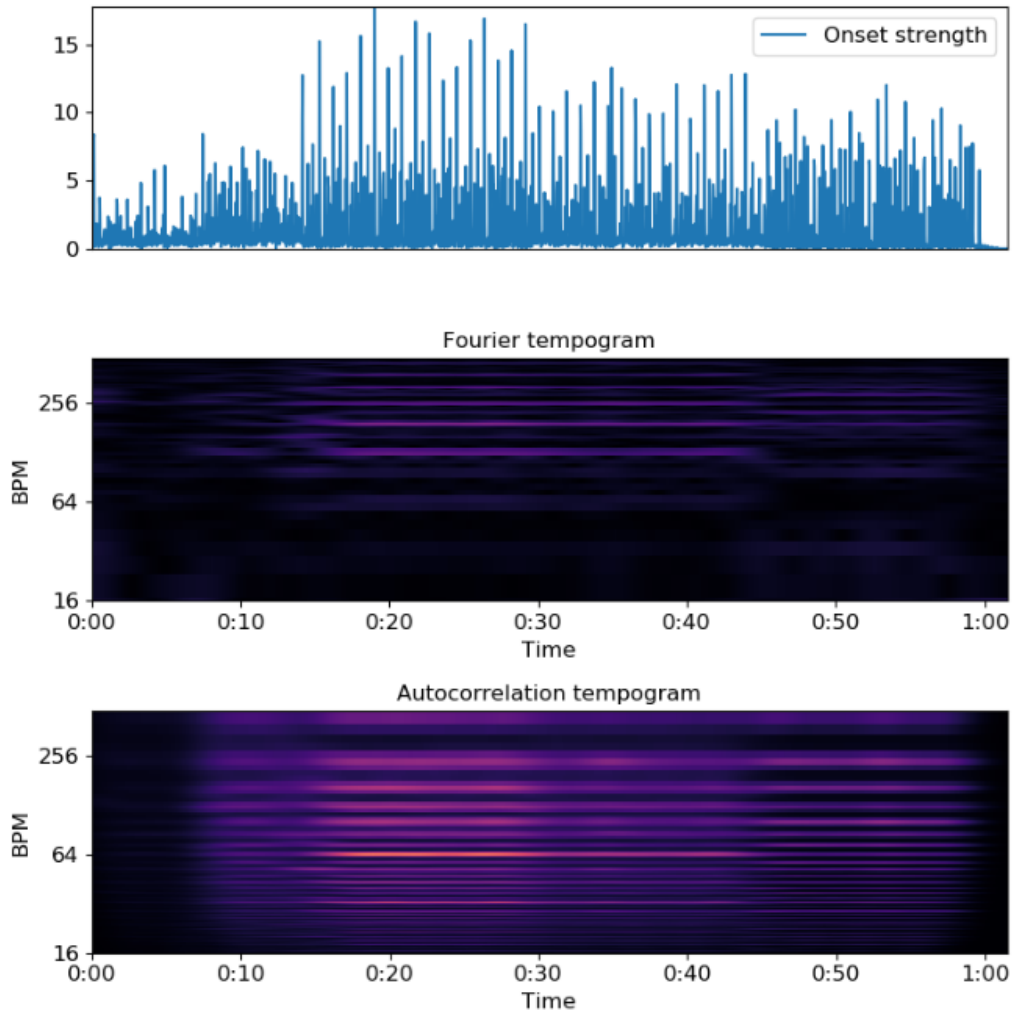 15
Onset strength
10
5
0
Fourier tempogram
256
64
16
BPM
0:00 0:10 0:20 0:30 0:40 0:50 1:00
Time
Autocorrelation tempogram
256
64
16
BPM
0:00 0:10 0:20 0:30 0:40 0:50 1:00
Time